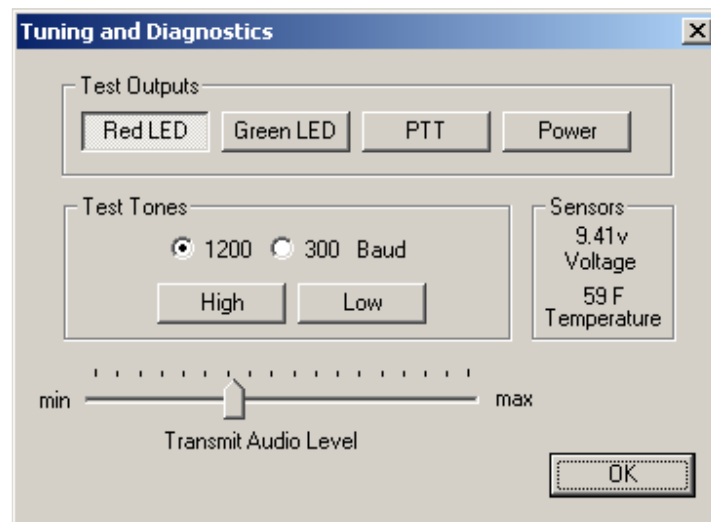 Tuning and Diagnostics
Test Outputs
Red LED Green LED PTT Power
Test Tones
1200 300 Baud
High Low
Sensors
9.41v
Voltage
59 F
Temperature
min max
Transmit Audio Level
OK